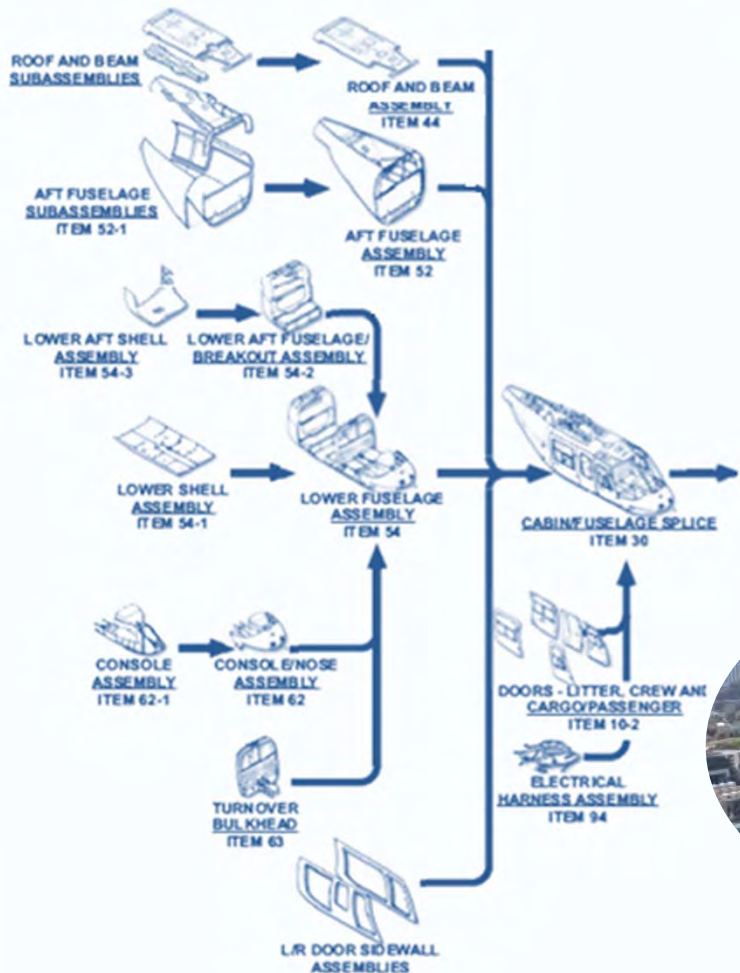 ROOF AND BEAM
SUBASSEMBLIES
ROOF AND BEAM
ASSEMBLY
ITEM 44
AFT FUSELAGE
SUBASSEMBLIES
ITEM 52-1
AFT FUSELAGE
ASSEMBLY
ITEM 52
LOWER AFT SHELL
ASSEMBLY
ITEM 54-3
LOWER AFT FUSELAGE/
BREAKOUT ASSEMBLY
ITEM 54-2
LOWER SHELL
ASSEMBLY
ITEM 54-1
LOWER FUSELAGE
ASSEMBLY
ITEM 54
CABIN/FUSELAGE SPLICE
ITEM 30
CONSOLE
ASSEMBLY
ITEM 62-1
CONSOLE/NOSE
ASSEMBLY
ITEM 62
DOORS - LITTER, CREW AND
CARGO/PASSENGER
ITEM 10-2
TURNOVER
BULKHEAD
ITEM 63
ELECTRICAL
HARNESS ASSEMBLY
ITEM 94
L/R DOOR SIDEWALL
ASSEMBLIES